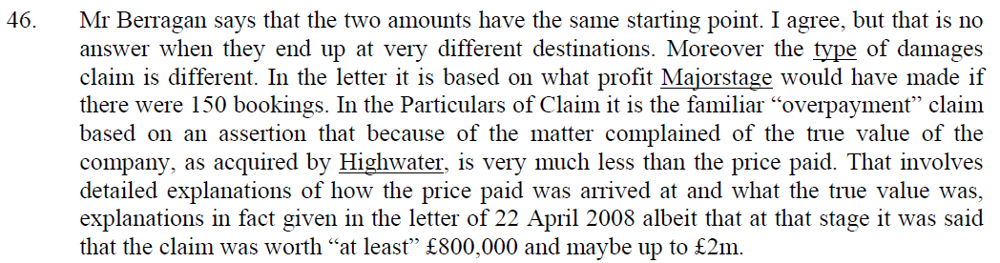 46. Mr Berragan says that the two amounts have the same starting point. I agree, but that is no
answer when they end up at very different destinations. Moreover the type of damages
claim is different. In the letter it is based on what profit Majorstage would have made if
there were 150 bookings. In the Particulars of Claim it is the familiar “overpayment” claim
based on an assertion that because of the matter complained of the true value of the
company, as acquired by Highwater, is very much less than the price paid. That involves
detailed explanations of how the price paid was arrived at and what the true value was,
explanations in fact given in the letter of 22 April 2008 albeit that at that stage it was said
that the claim was worth “at least” £800,000 and maybe up to £2m.